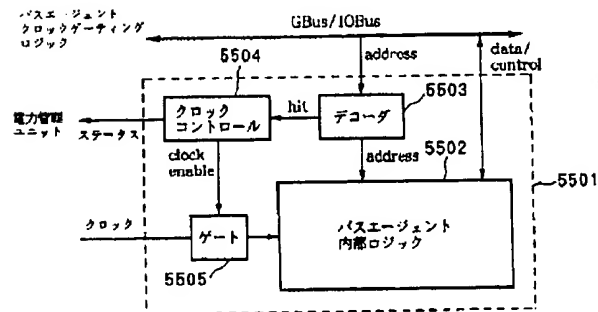 バスエージェント
クロックゲーティング
ロジック
GBus/IOBus
5504
address
data/
control
クロック
コントロール
hit
デコーダ
5503
電力管理
ユニット
ステータス
clock
enable
address
5502
5501
クロック
ゲート
バスエージェント
内部ロジック
5505